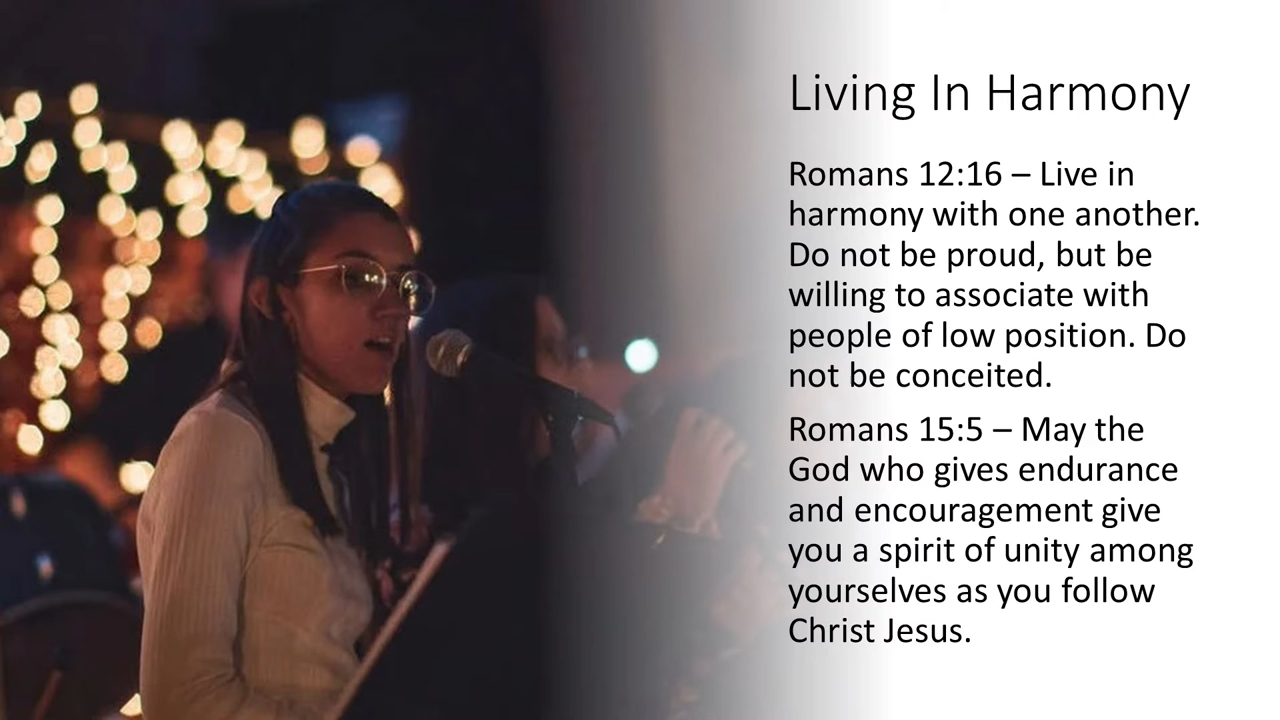 Living In Harmony
Romans 12:16 – Live in
harmony with one another.
Do not be proud, but be
willing to associate with
people of low position. Do
not be conceited.
Romans 15:5 – May the
God who gives endurance
and encouragement give
you a spirit of unity among
yourselves as you follow
Christ Jesus.